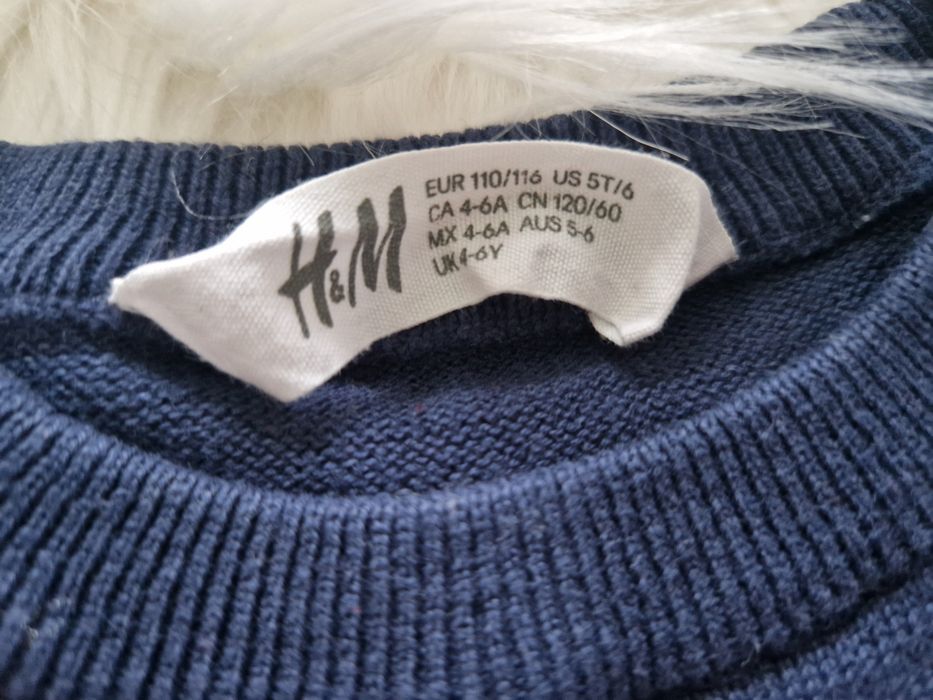 H&M
EUR 110/116 US 5T/6
CA 4-6A CN 120/60
MX 4-6A AUS 5-6
UK 4-6Y